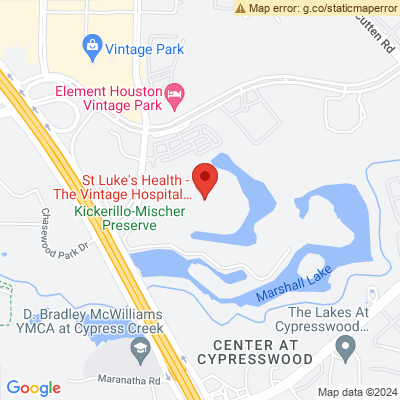 Map error: g.co/staticmaperror
Cutten Rd
Vintage Park
Element Houston
Vintage Park
St Luke's Health -
The Vintage Hospital...
Kickerillo-Mischer
Preserve
Chasewood Park Dr
Marshall Lake
D. Bradley McWilliams
YMCA at Cypress Creek
The Lakes At
Cypresswood...
CENTER AT
CYPRESSWOOD
Maranatha Rd
Google
Map data ©2024